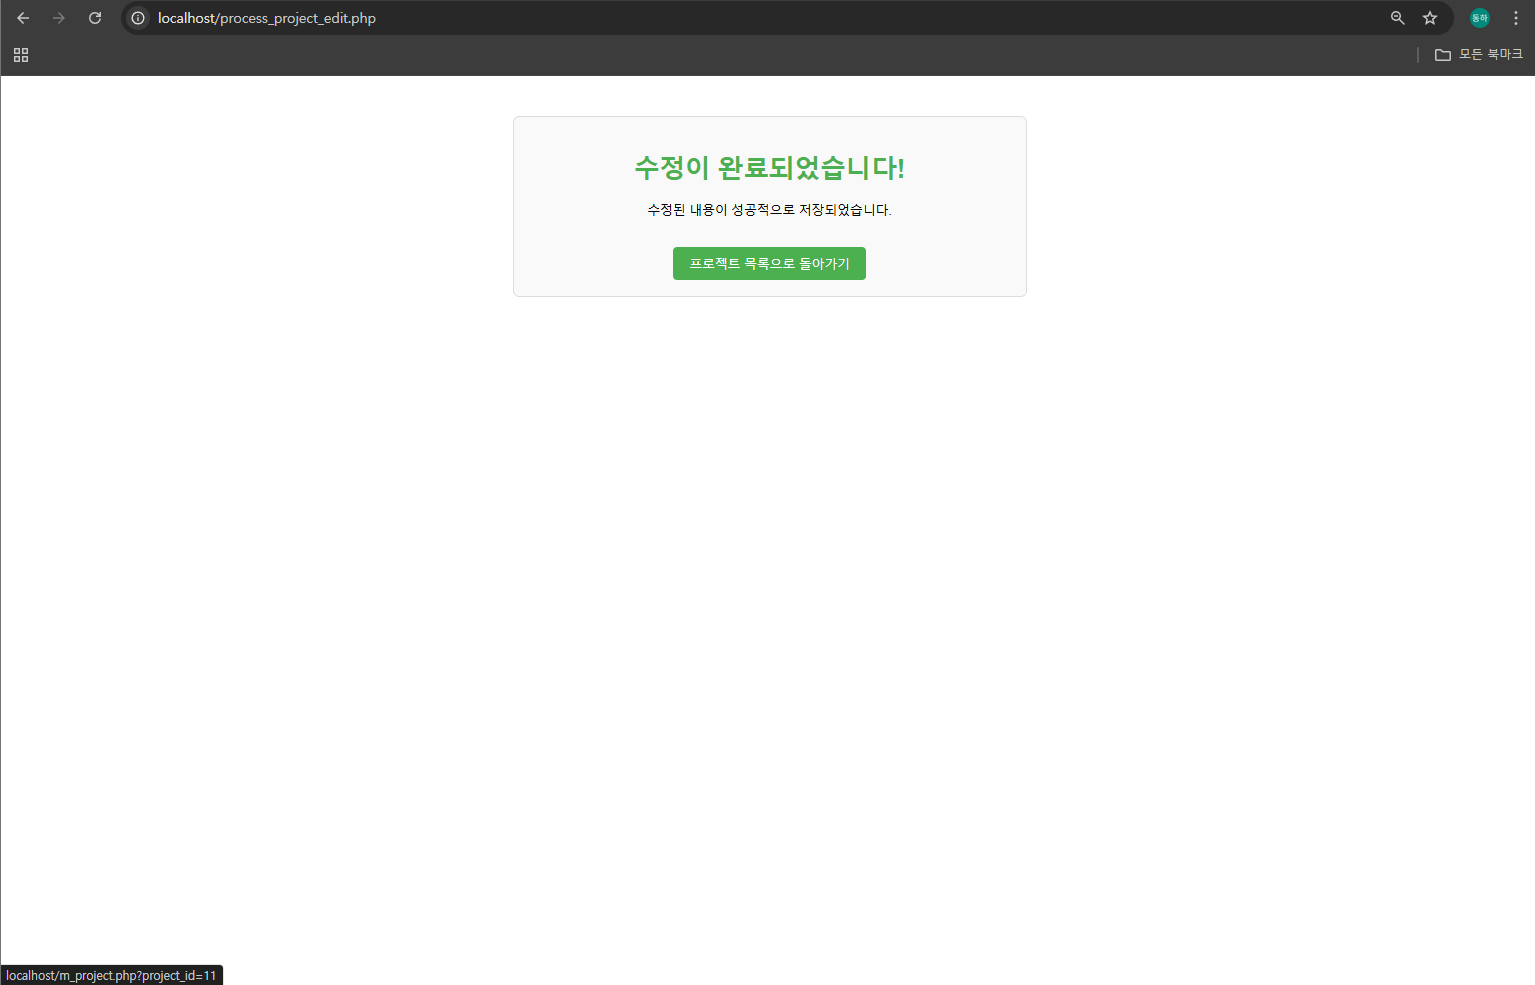 localhost/process_project_edit.php
동하
모든 북마크
수정이 완료되었습니다!
수정된 내용이 성공적으로 저장되었습니다.
프로젝트 목록으로 돌아가기
localhost/m_project.php?project_id=11